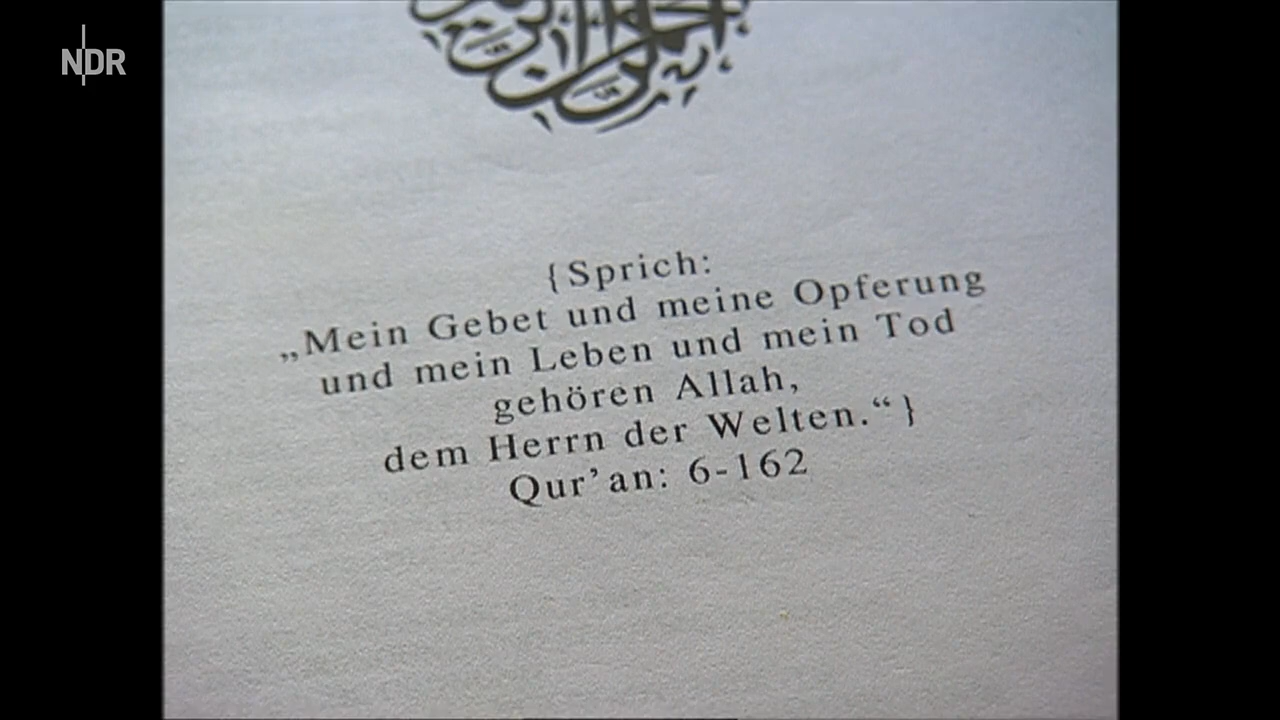 NDR
{Sprich:
„Mein Gebet und meine Opferung
und mein Leben und mein Tod
gehören Allah,
dem Herrn der Welten.“}
Qur’an: 6-162